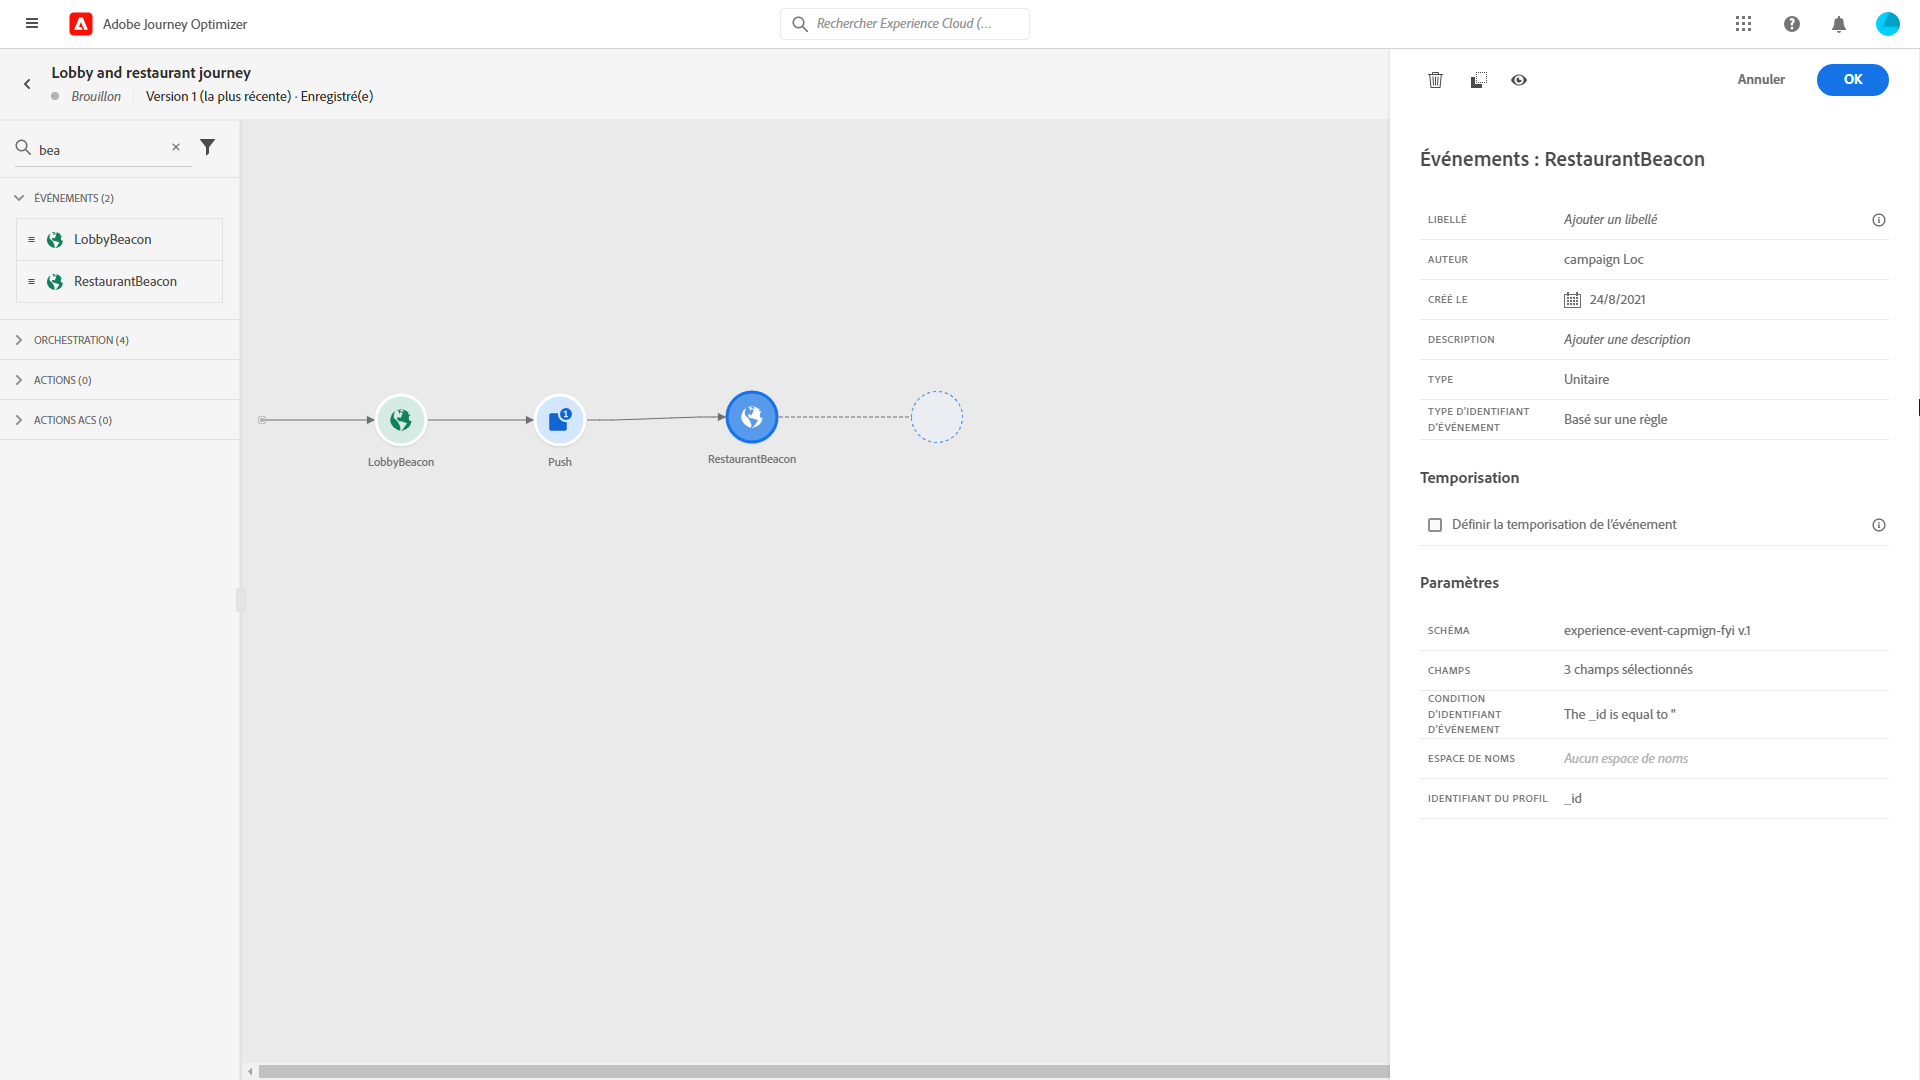 Adobe Journey Optimizer
Rechercher Experience Cloud (...
Lobby and restaurant journey
Brouillon
Version 1 (la plus récente) · Enregistré(e)
Annuler
OK
bea
ÉVÉNEMENTS (2)
LobbyBeacon
RestaurantBeacon
ORCHESTRATION (4)
ACTIONS (0)
ACTIONS ACS (0)
1
LobbyBeacon
Push
RestaurantBeacon
Événements : RestaurantBeacon
LIBELLÉ
Ajouter un libellé
AUTEUR
campaign Loc
CRÉÉ LE
24/8/2021
DESCRIPTION
Ajouter une description
TYPE
Unitaire
TYPE D'IDENTIFIANT
D'ÉVÉNEMENT
Basé sur une règle
Temporisation
Définir la temporisation de l'événement
Paramètres
SCHÉMA
experience-event-capmign-fyi v.1
CHAMPS
3 champs sélectionnés
CONDITION
D'IDENTIFIANT
D'ÉVÉNEMENT
The _id is equal to ''
ESPACE DE NOMS
Aucun espace de noms
IDENTIFIANT DU PROFIL
_id